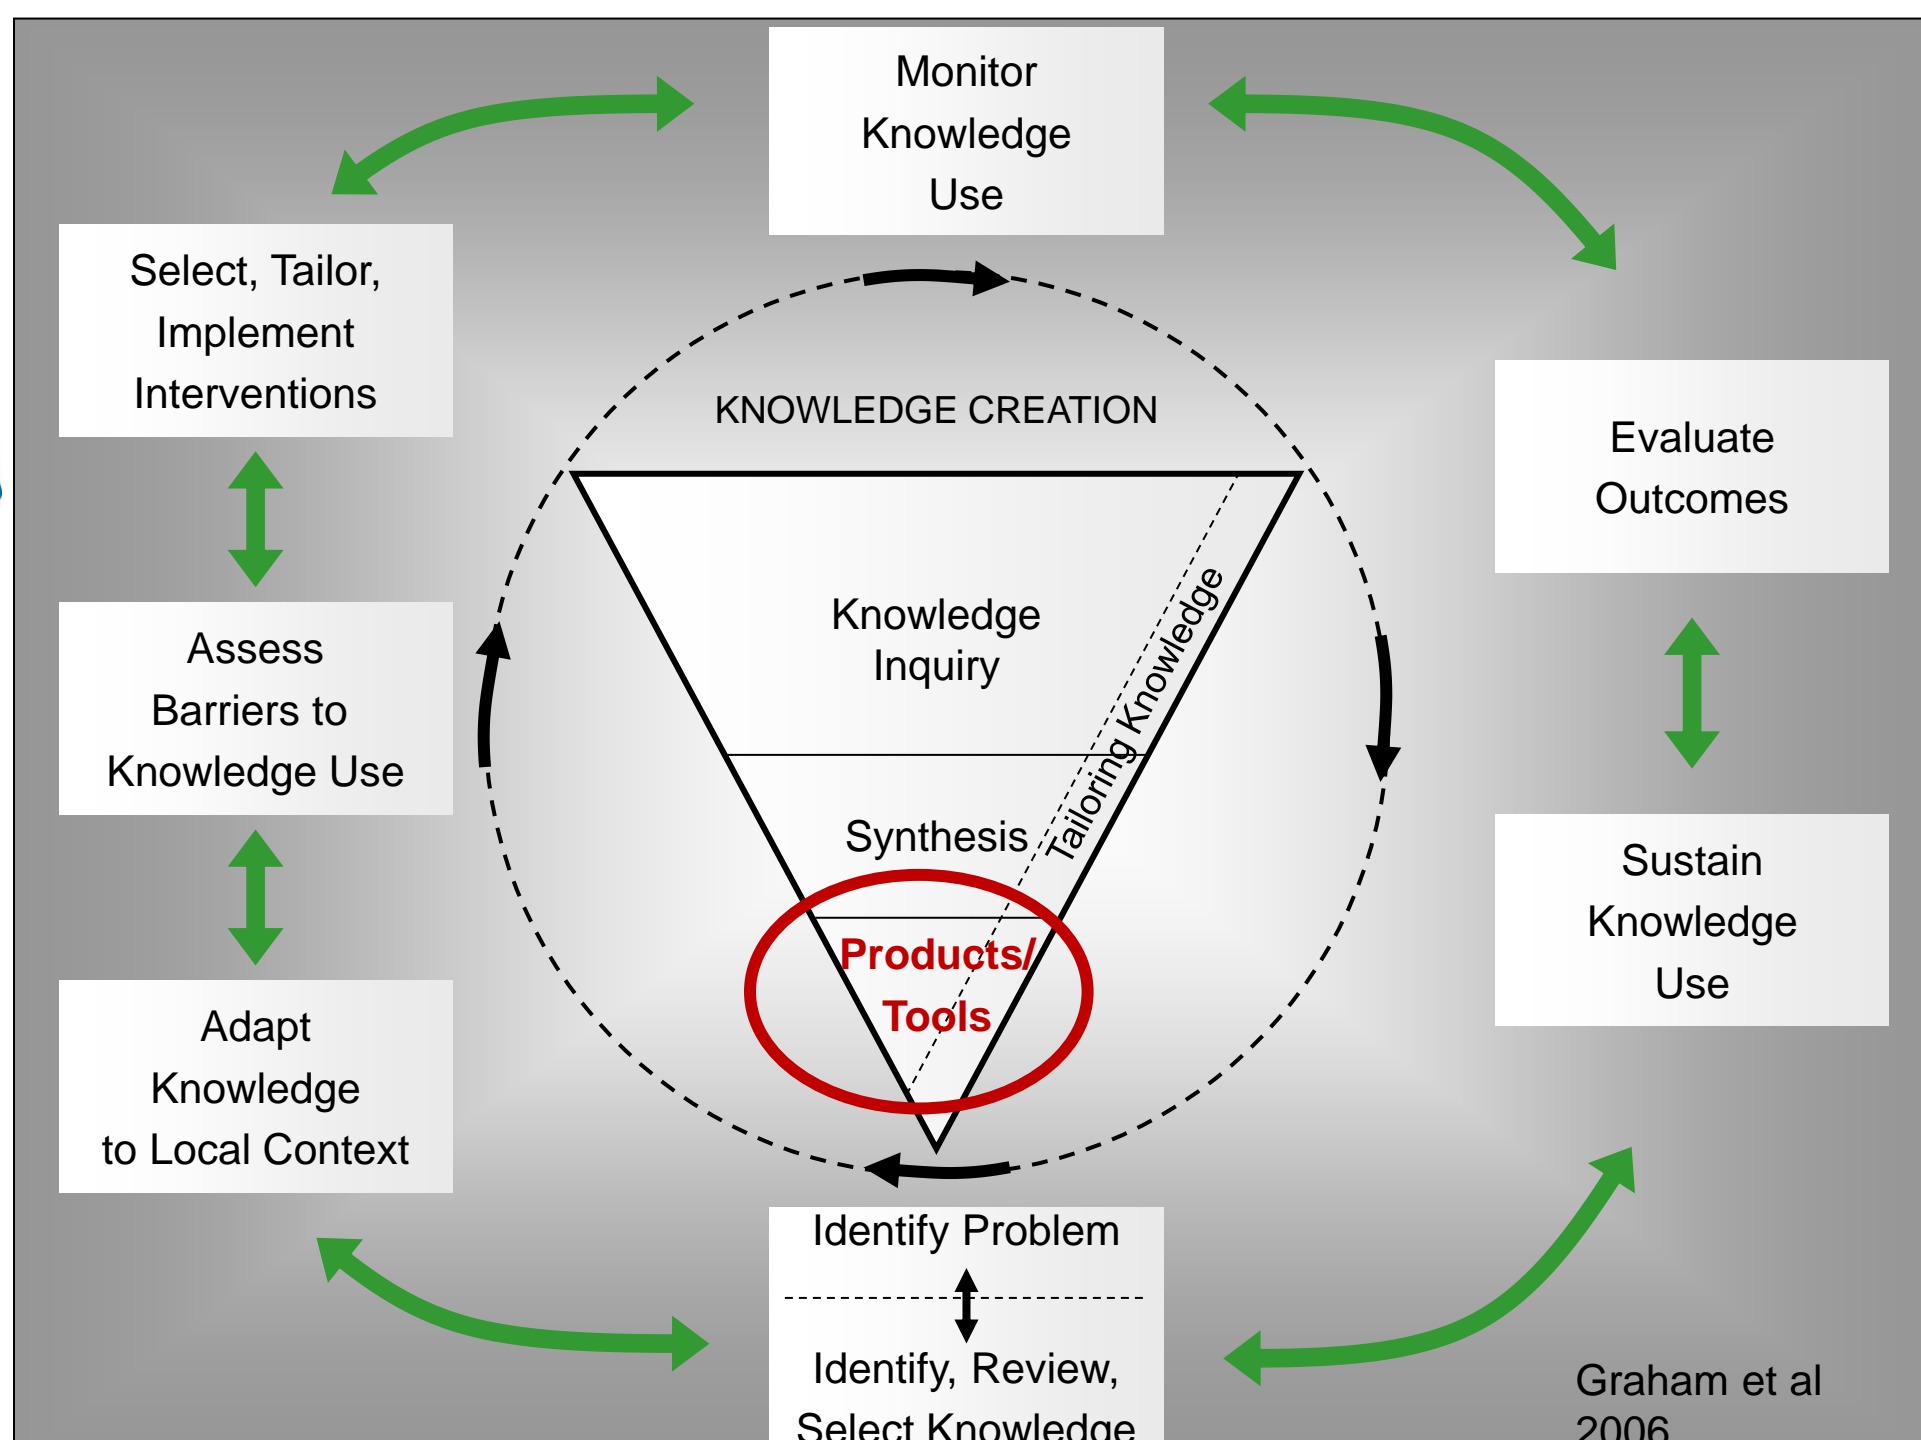 Monitor
Knowledge
Use
Select, Tailor,
Implement
Interventions
KNOWLEDGE CREATION
Evaluate
Outcomes
Knowledge
Inquiry
Tailoring Knowledge
Assess
Barriers to
Knowledge Use
Synthesis
Sustain
Knowledge
Use
Products/
Tools
Adapt
Knowledge
to Local Context
Identify Problem
Identify, Review,
Select Knowledge
Graham et al
2006